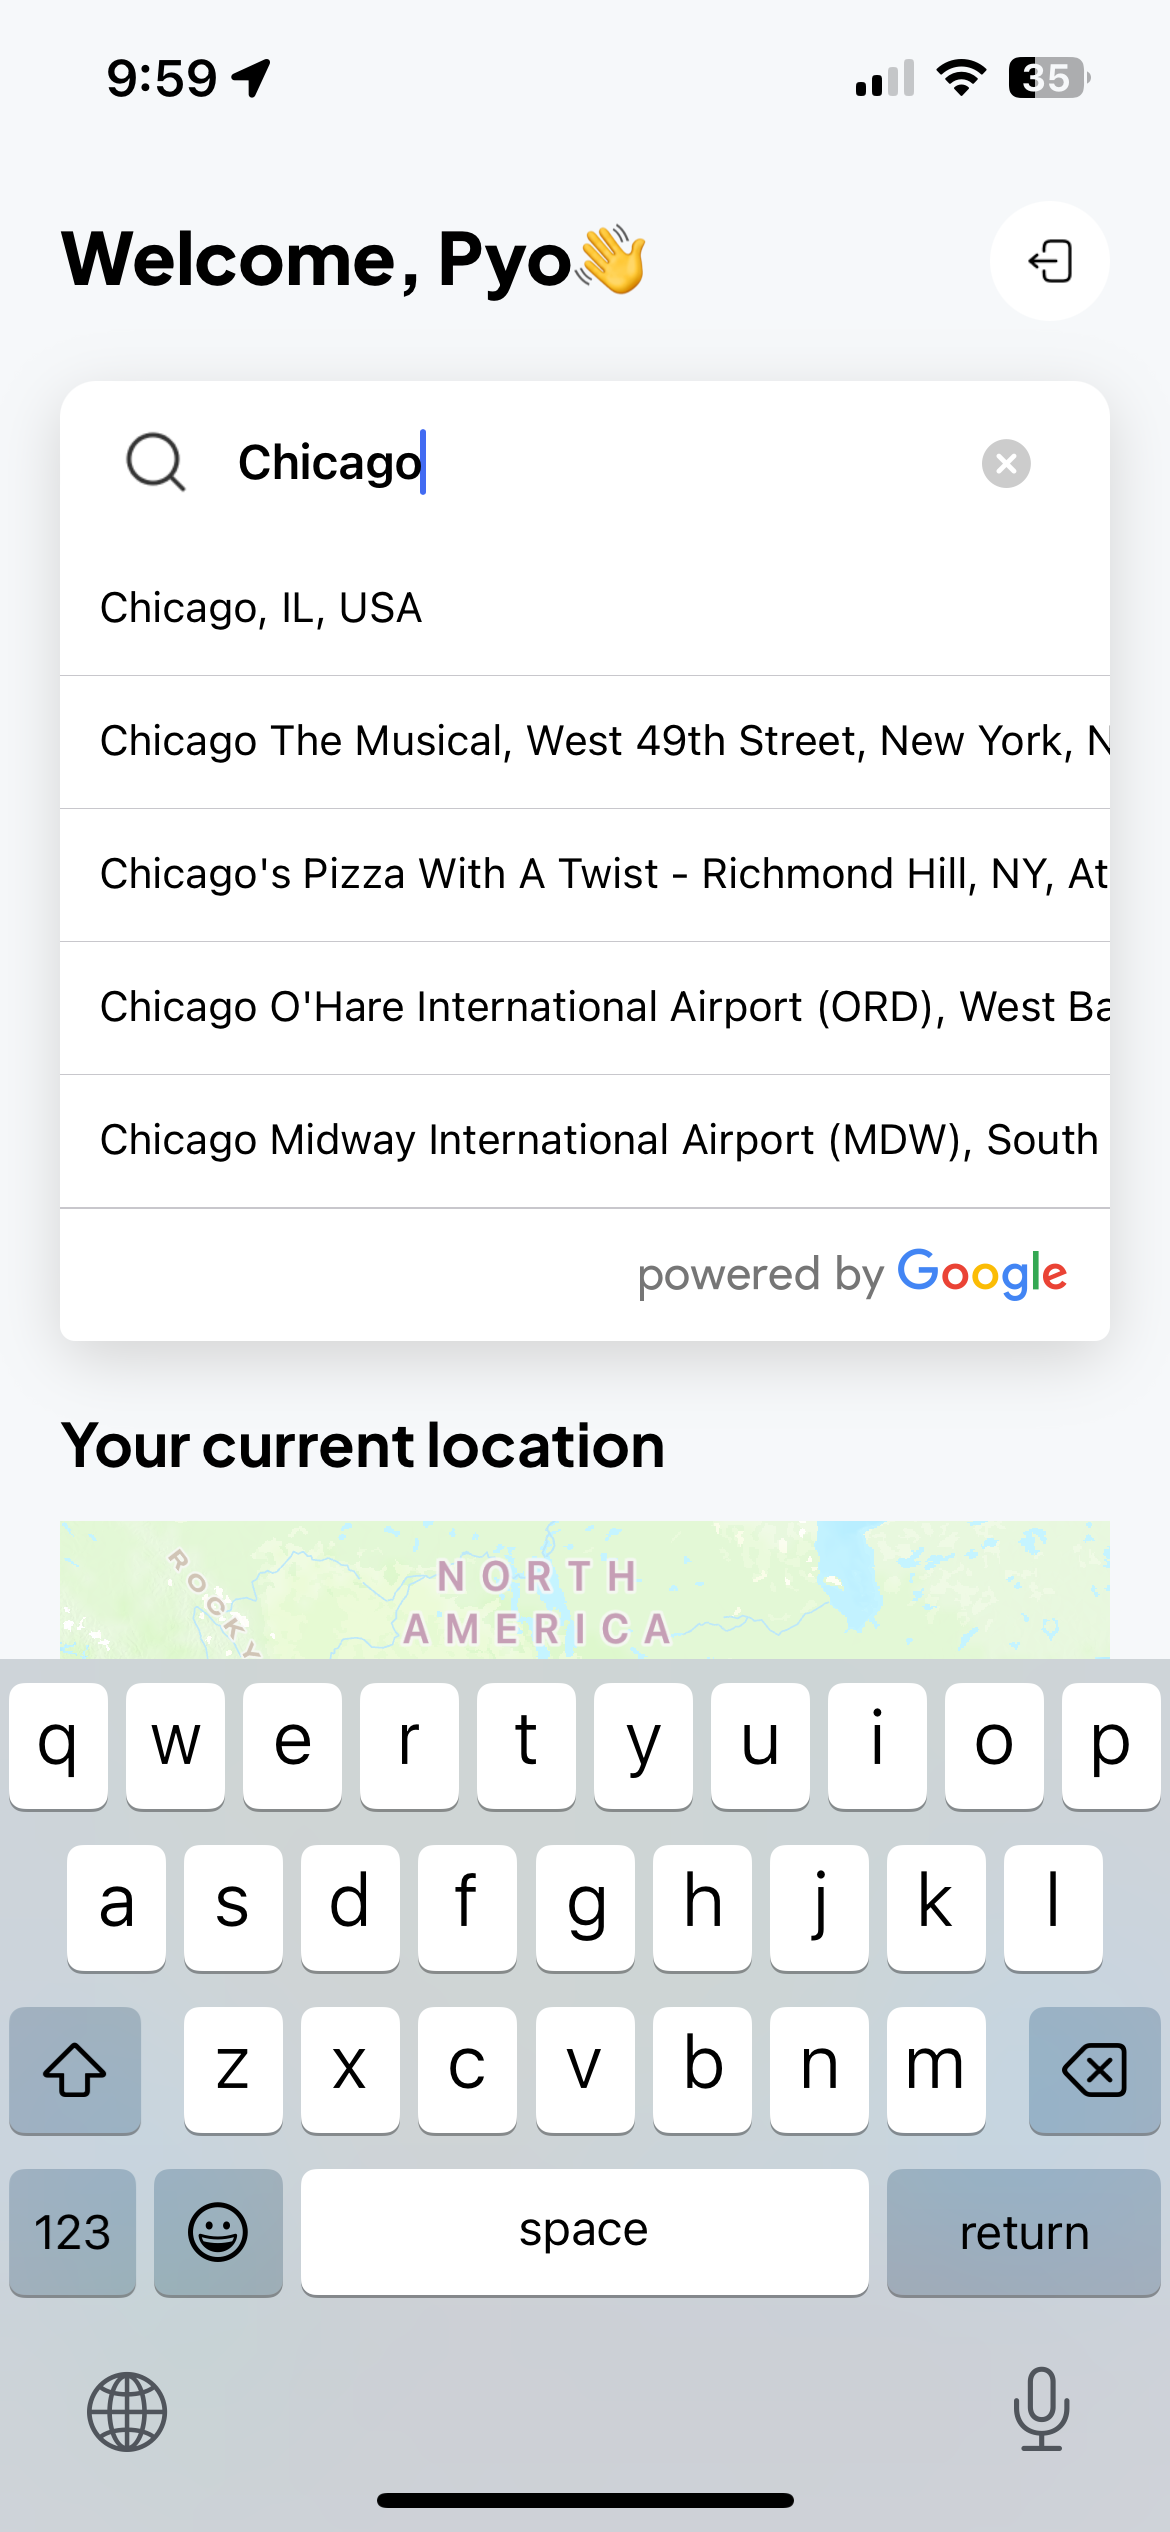 9:59
35
Welcome, Pyo👋
Chicago
Chicago, IL, USA
Chicago The Musical, West 49th Street, New York, N
Chicago's Pizza With A Twist - Richmond Hill, NY, At
Chicago O'Hare International Airport (ORD), West Ba
Chicago Midway International Airport (MDW), South
powered by Google
Your current location
ROCKY
NORTH
AMERICA
q w e r t y u i o p
a s d f g h j k l
z x c v b n m
123 space return